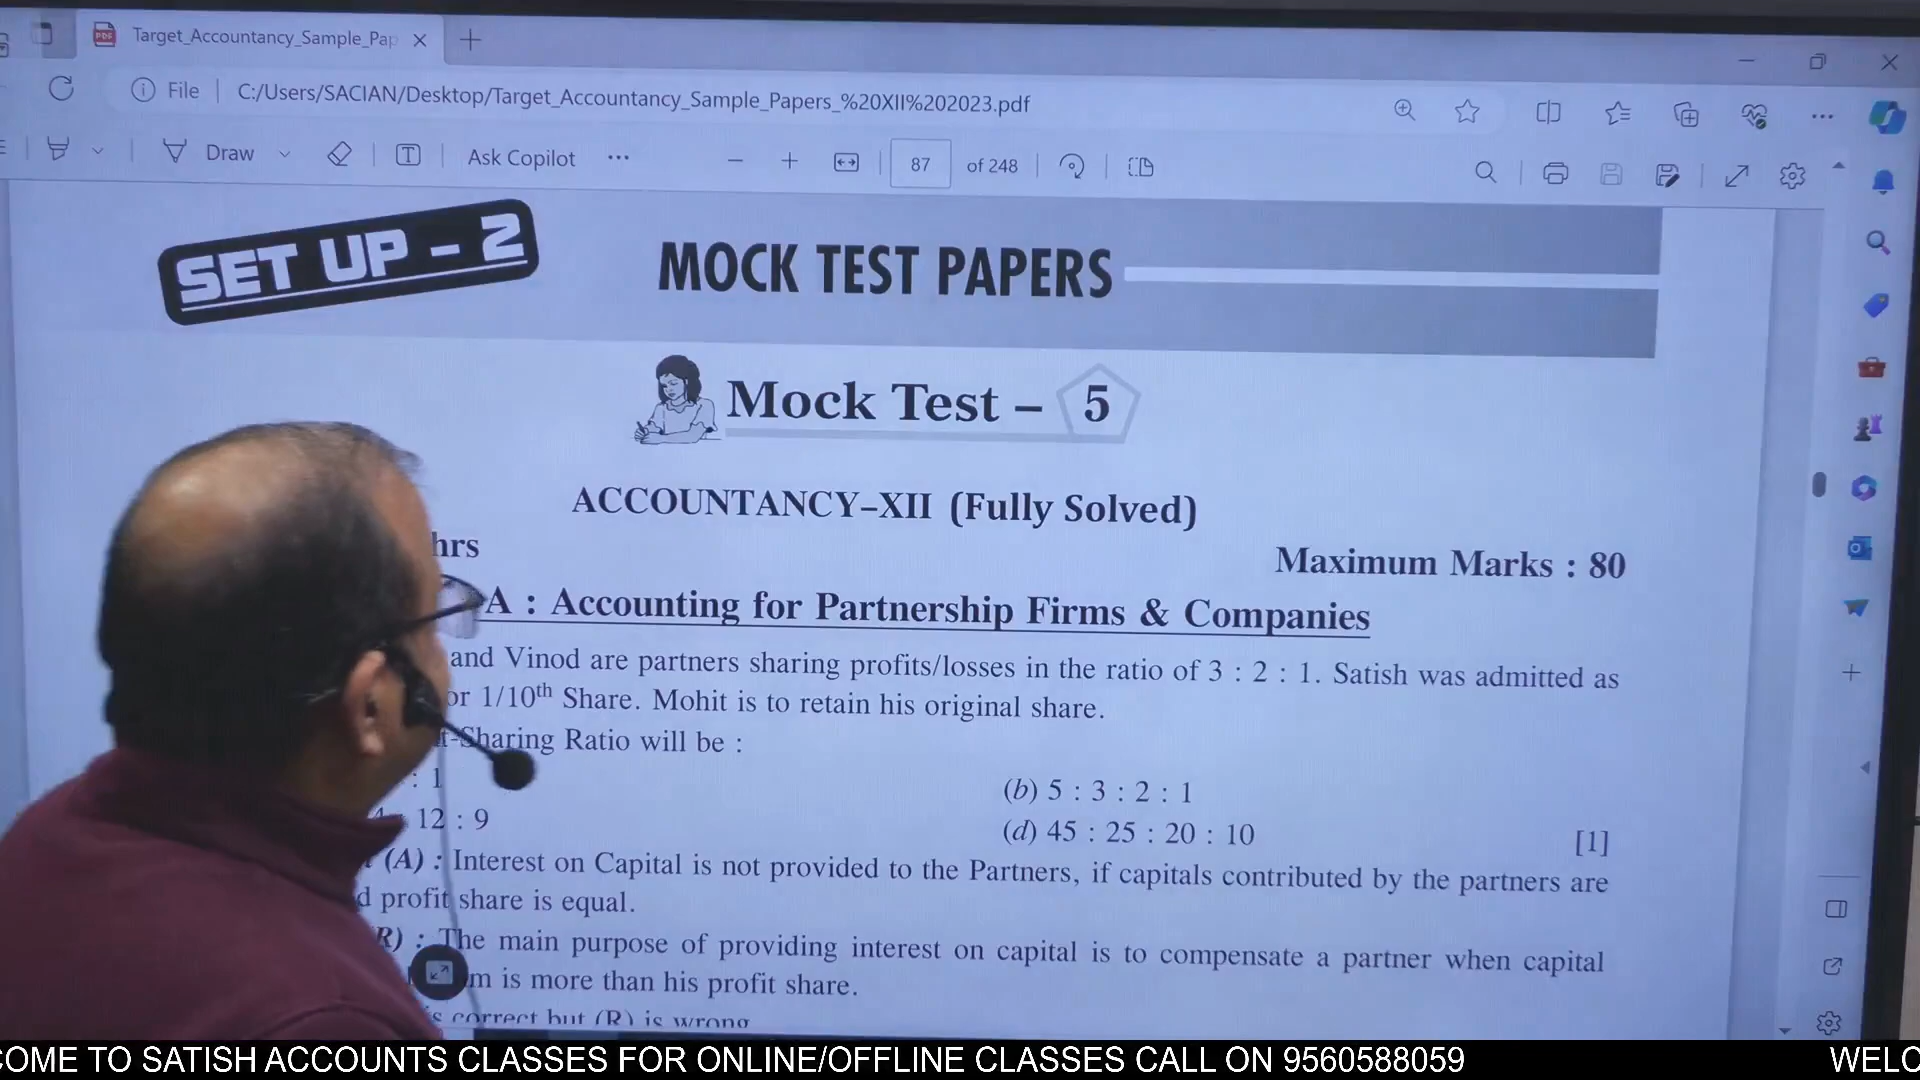 Target_Accountancy_Sample_Pap
File
C:/Users/SACIAN/Desktop/Target_Accountancy_Sample_Papers_%20XII%202023.pdf
Draw
Ask Copilot
87 of 248
SET UP - 2
MOCK TEST PAPERS
Mock Test – 5
ACCOUNTANCY–XII (Fully Solved)
hrs
Maximum Marks : 80
A : Accounting for Partnership Firms & Companies
and Vinod are partners sharing profits/losses in the ratio of 3 : 2 : 1. Satish was admitted as
or 1/10th Share. Mohit is to retain his original share.
-Sharing Ratio will be :
: 1
(b) 5 : 3 : 2 : 1
12 : 9
(d) 45 : 25 : 20 : 10 [1]
(A) : Interest on Capital is not provided to the Partners, if capitals contributed by the partners are
d profit share is equal.
R) : The main purpose of providing interest on capital is to compensate a partner when capital
m is more than his profit share.
s correct but (R) is wrong
COME TO SATISH ACCOUNTS CLASSES FOR ONLINE/OFFLINE CLASSES CALL ON 9560588059 WELC